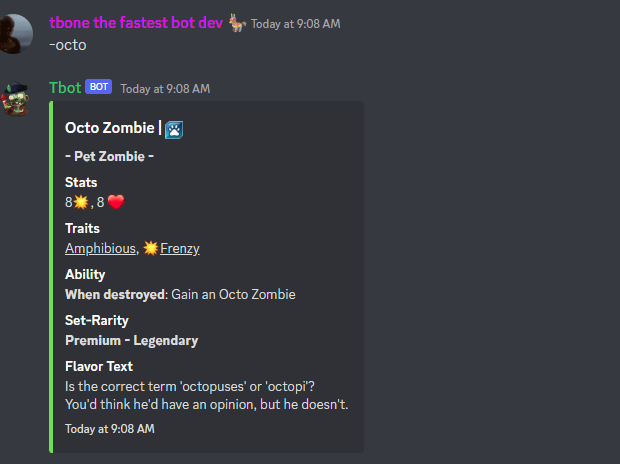 tbone the fastest bot dev Today at 9:08 AM
-octo
Tbot BOT Today at 9:08 AM
Octo Zombie |
- Pet Zombie -
Stats
8, 8
Traits
Amphibious, Frenzy
Ability
When destroyed: Gain an Octo Zombie
Set-Rarity
Premium - Legendary
Flavor Text
Is the correct term 'octopuses' or 'octopi'?
You'd think he'd have an opinion, but he doesn't.
Today at 9:08 AM